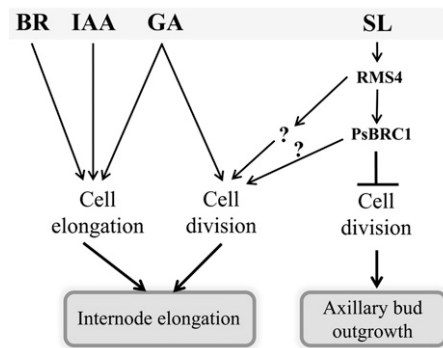 BR IAA GA SL
RMS4
?
?
PsBRC1
Cell
elongation
Cell
division
Cell
division
Internode elongation
Axillary bud
outgrowth